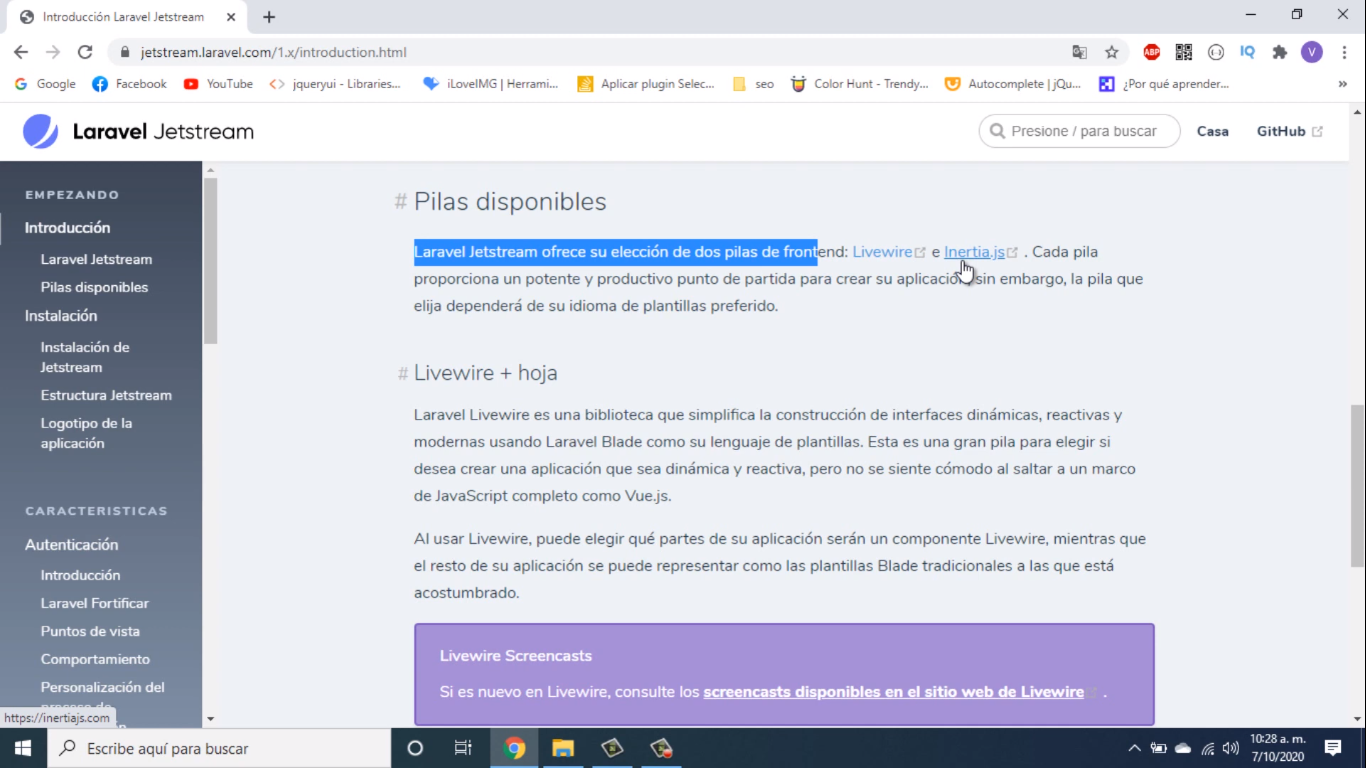 Introducción Laravel Jetstream
jetstream.laravel.com/1.x/introduction.html
ABP
IQ
V
Google
Facebook
YouTube
jqueryui - Libraries...
iLoveIMG | Herrami...
Aplicar plugin Selec...
seo
Color Hunt - Trendy...
Autocomplete | jQu...
¿Por qué aprender...
Laravel Jetstream
Presione / para buscar
Casa
GitHub
EMPEZANDO
Introducción
Laravel Jetstream
Pilas disponibles
Instalación
Instalación de
Jetstream
Estructura Jetstream
Logotipo de la
aplicación
CARACTERISTICAS
Autenticación
Introducción
Laravel Fortificar
Puntos de vista
Comportamiento
Personalización del
proceso de
https://inertiajs.com
# Pilas disponibles
Laravel Jetstream ofrece su elección de dos pilas de frontend: Livewire e Inertia.js . Cada pila
proporciona un potente y productivo punto de partida para crear su aplicación; sin embargo, la pila que
elija dependerá de su idioma de plantillas preferido.
# Livewire + hoja
Laravel Livewire es una biblioteca que simplifica la construcción de interfaces dinámicas, reactivas y
modernas usando Laravel Blade como su lenguaje de plantillas. Esta es una gran pila para elegir si
desea crear una aplicación que sea dinámica y reactiva, pero no se siente cómodo al saltar a un marco
de JavaScript completo como Vue.js.
Al usar Livewire, puede elegir qué partes de su aplicación serán un componente Livewire, mientras que
el resto de su aplicación se puede representar como las plantillas Blade tradicionales a las que está
acostumbrado.
Livewire Screencasts
Si es nuevo en Livewire, consulte los screencasts disponibles en el sitio web de Livewire .
Escribe aquí para buscar
10:28 a. m.
7/10/2020